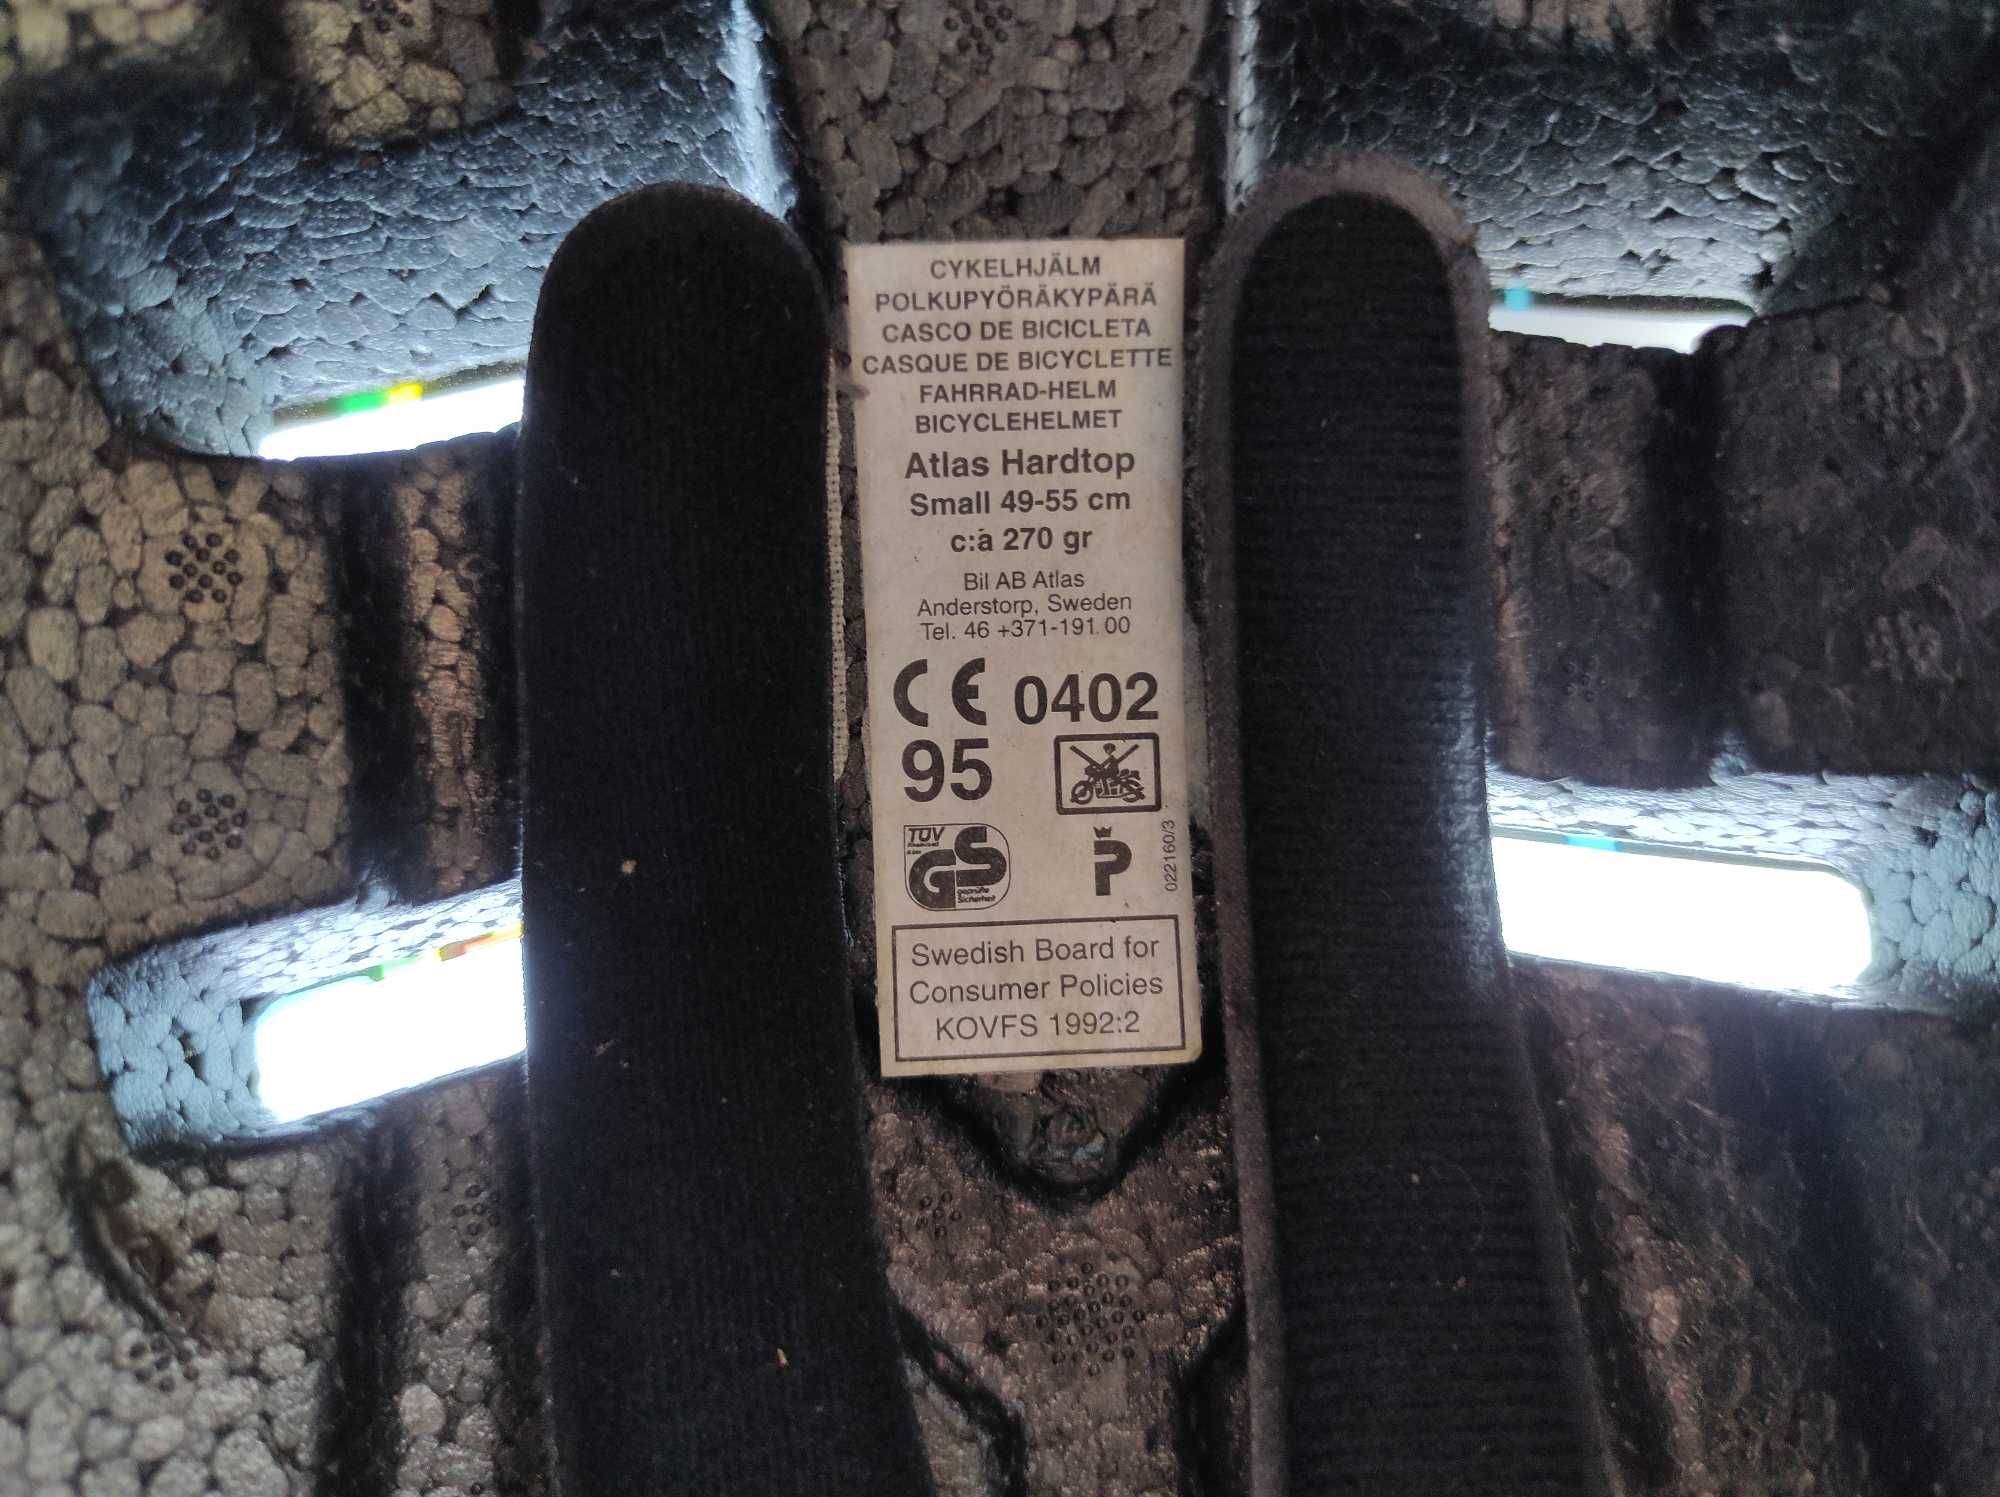 CYKELHJÄLM
POLKUPYÖRÄKYPÄRÄ
CASCO DE BICICLETA
CASQUE DE BICYCLETTE
FAHRRAD-HELM
BICYCLEHELMET
Atlas Hardtop
Small 49-55 cm
c:a 270 gr
Bil AB Atlas
Anderstorp, Sweden
Tel. 46 +371-191 00
CE 0402
95
TÜV
GS
geprüfte
Sicherheit
P
022160/3
Swedish Board for
Consumer Policies
KOVFS 1992:2